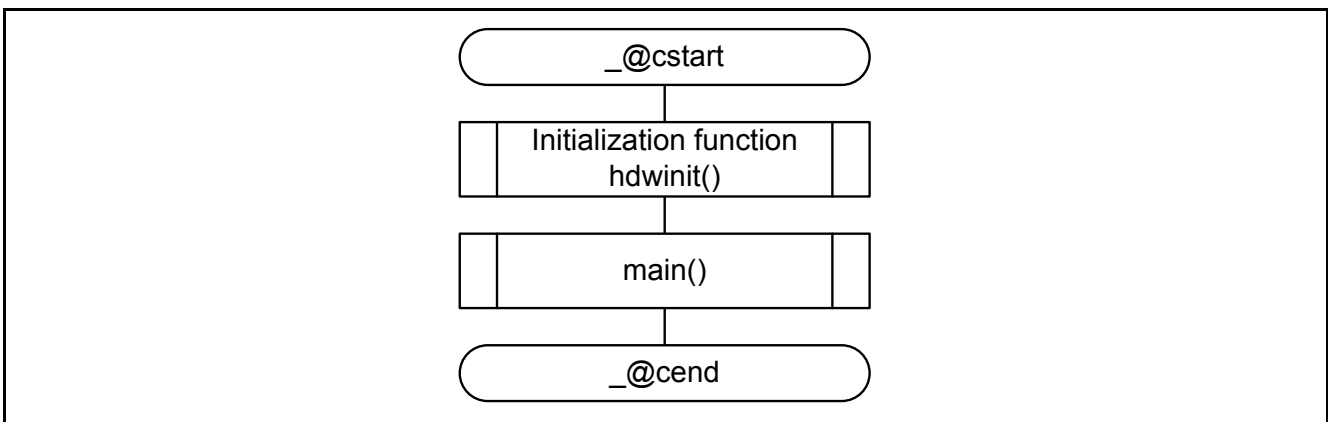 _@cstart
Initialization function
hdwinit()
main()
_@cend